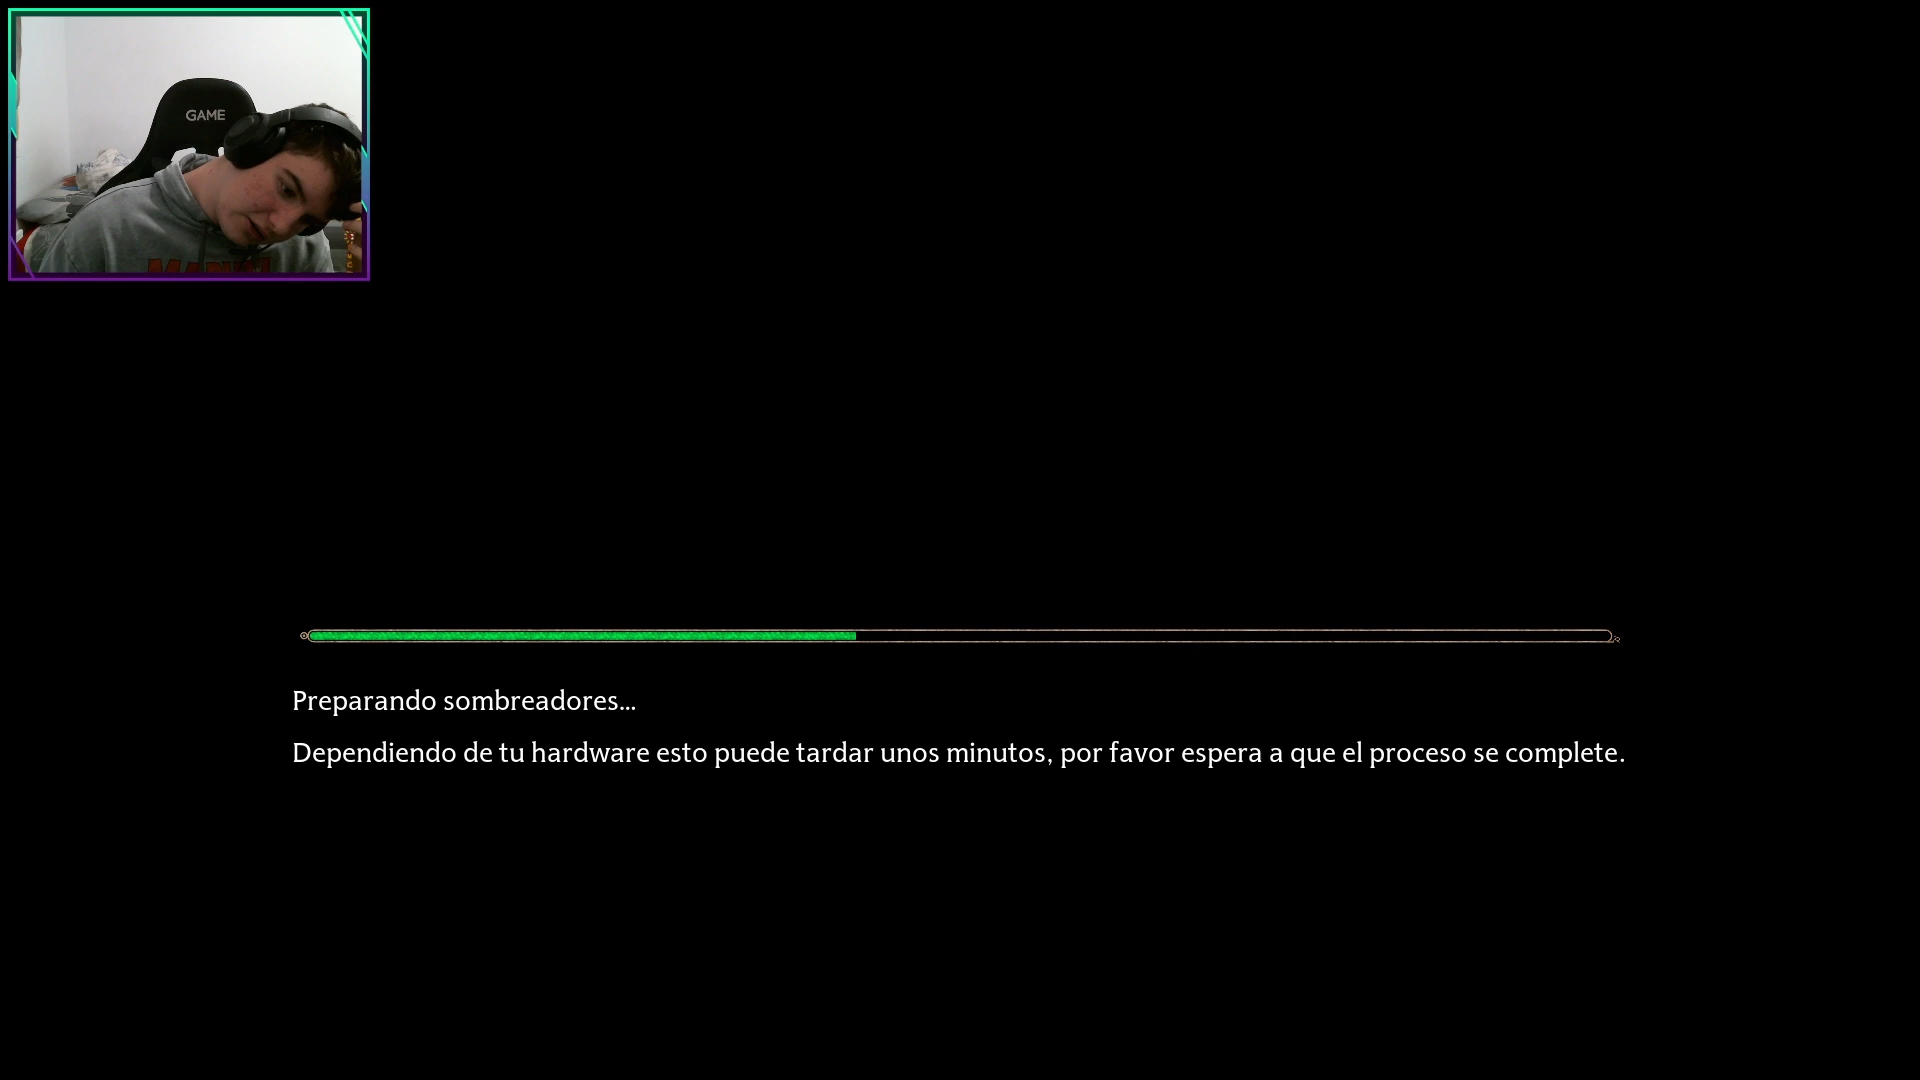 GAME
MARVEL
Preparando sombreadores...
Dependiendo de tu hardware esto puede tardar unos minutos, por favor espera a que el proceso se complete.